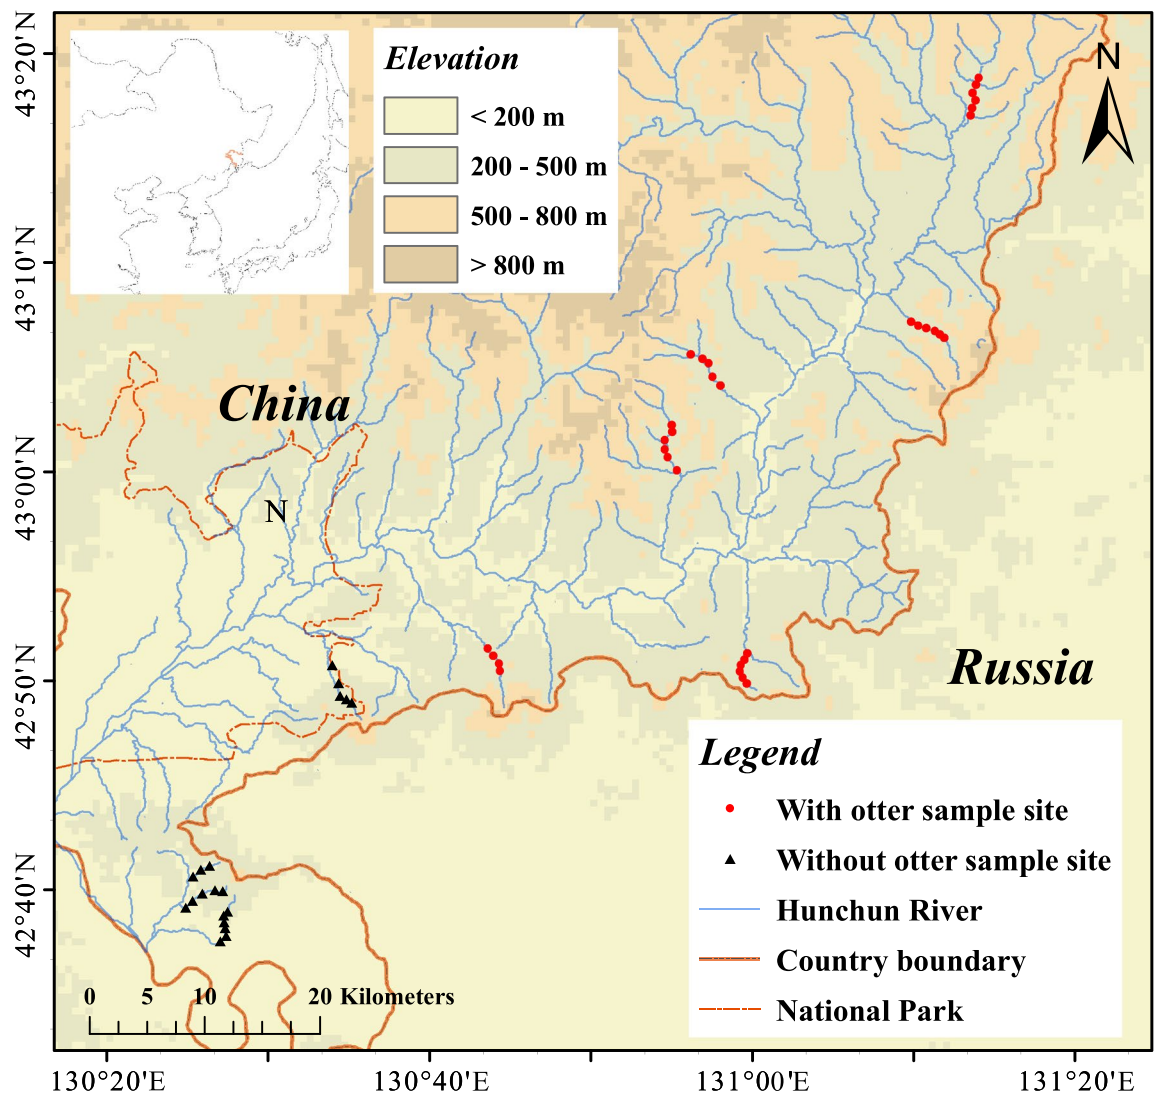 43°20'N
43°10'N
43°00'N
42°50'N
42°40'N
Elevation
< 200 m
200 - 500 m
500 - 800 m
> 800 m
N
China
N
Russia
Legend
With otter sample site
Without otter sample site
Hunchun River
Country boundary
National Park
0 5 10 20 Kilometers
130°20'E 130°40'E 131°00'E 131°20'E